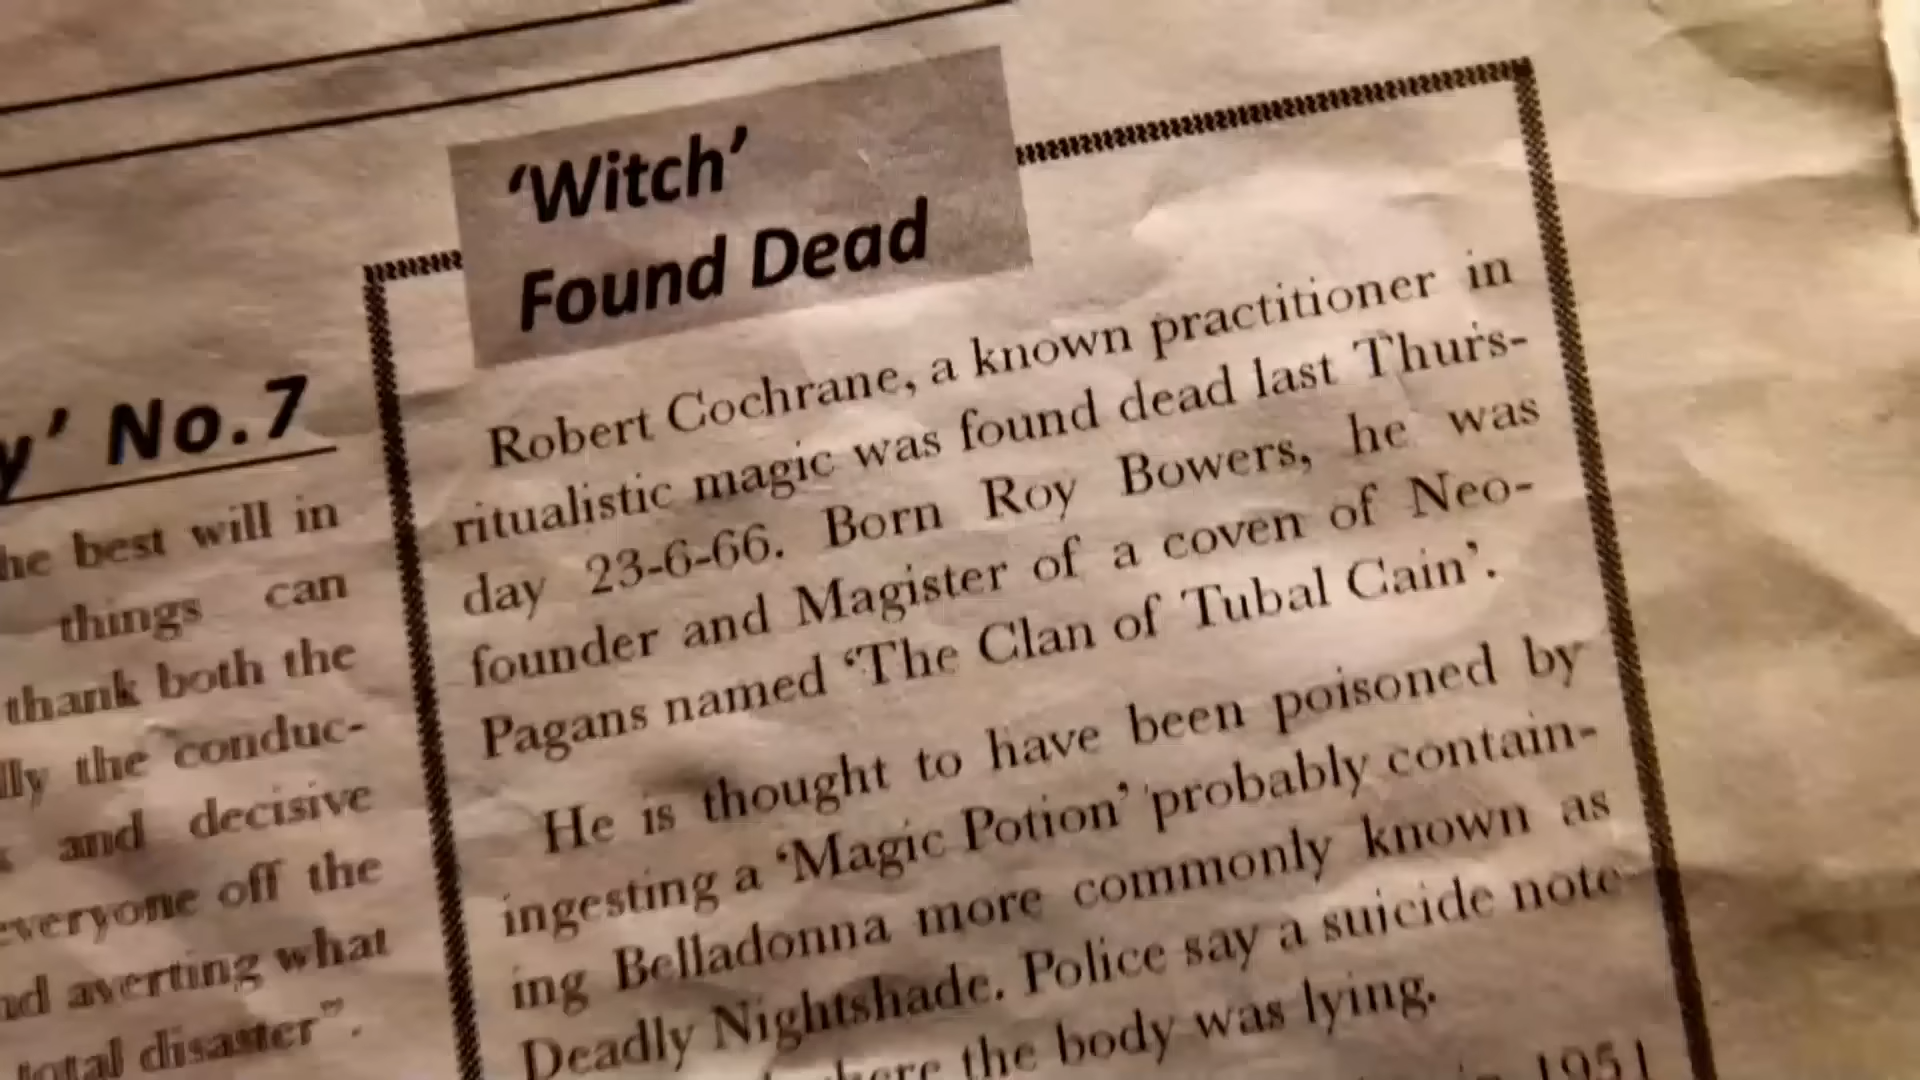 ‘Witch’
Found Dead
Robert Cochrane, a known practitioner in
ritualistic magic was found dead last Thurs-
day 23-6-66. Born Roy Bowers, he was
founder and Magister of a coven of Neo-
Pagans named ‘The Clan of Tubal Cain’.
He is thought to have been poisoned by
ingesting a ‘Magic Potion’ probably contain-
ing Belladonna more commonly known as
Deadly Nightshade. Police say a suicide note
the body was lying.
1951
y’ No.7
best will in
things can
thank both the
the conduc-
and decisive
everyone off the
averting what
total disaster”.